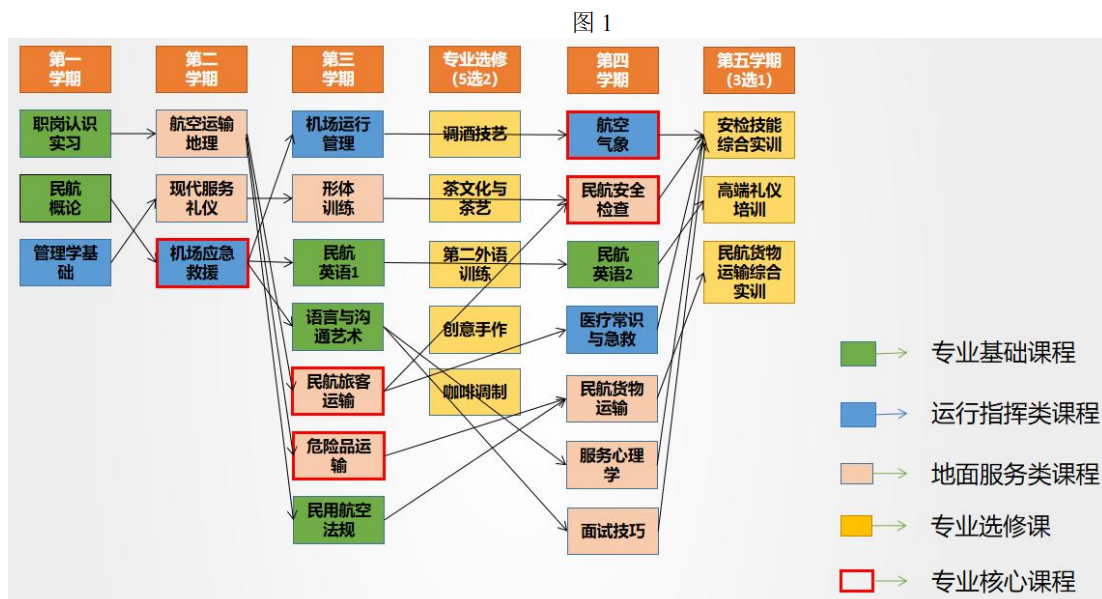 图 1
第一
学期
第二
学期
第三
学期
专业选修
(5选2)
第四
学期
第五学期
(3选1)
职岗认识
实习
航空运输
地理
机场运行
管理
调酒技艺
航空
气象
安检技能
综合实训
民航
概论
现代服务
礼仪
形体
训练
茶文化与
茶艺
民航安全
检查
高端礼仪
培训
管理学基
础
机场应急
救援
民航
英语1
第二外语
训练
民航
英语2
民航货物
运输综合
实训
语言与沟
通艺术
创意手作
医疗常识
与急救
民航旅客
运输
咖啡调制
民航货物
运输
危险品运
输
服务心理
学
民用航空
法规
面试技巧
专业基础课程
运行指挥类课程
地面服务类课程
专业选修课
专业核心课程